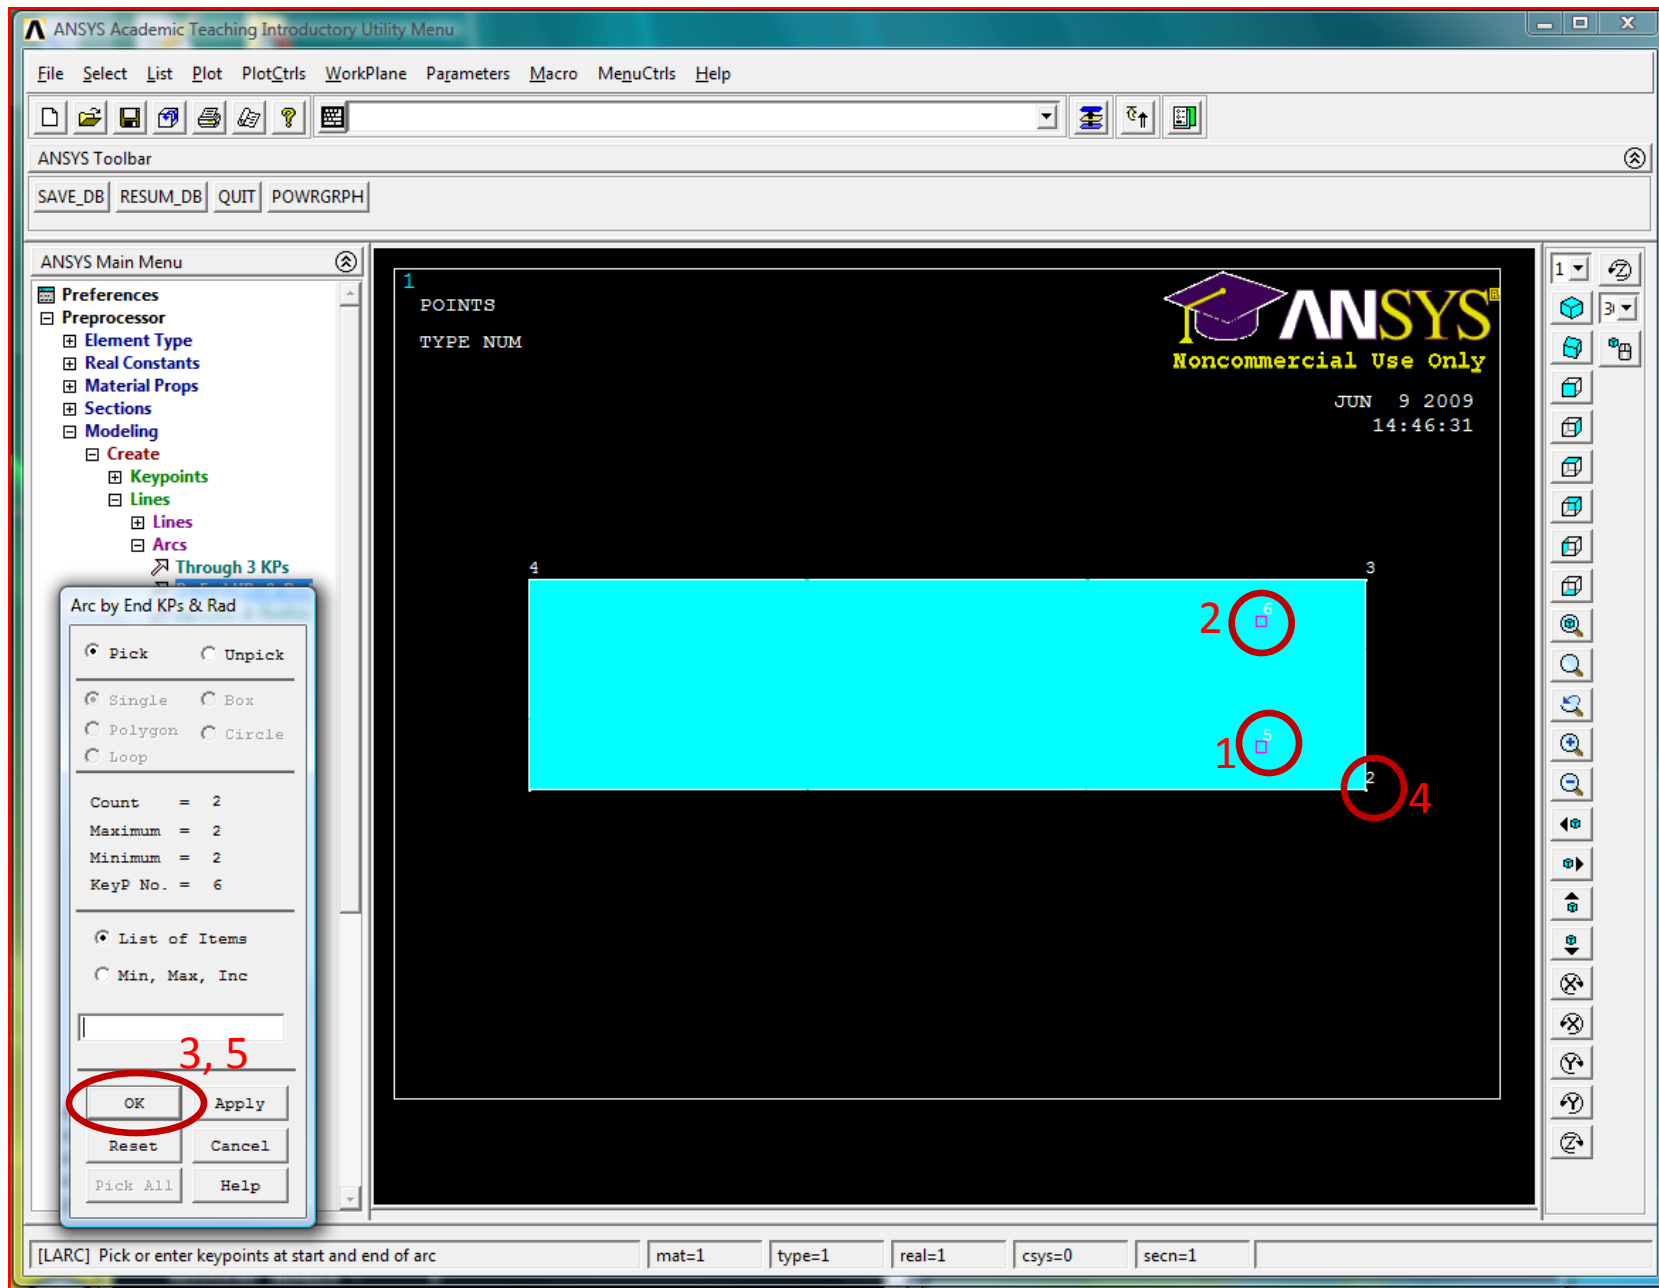 ANSYS Academic Teaching Introductory Utility Menu
File Select List Plot PlotCtrls WorkPlane Parameters Macro MenuCtrls Help
ANSYS Toolbar
SAVE_DB RESUM_DB QUIT POWRGRPH
ANSYS Main Menu
Preferences
Preprocessor
Element Type
Real Constants
Material Props
Sections
Modeling
Create
Keypoints
Lines
Lines
Arcs
Through 3 KPs
Arc by End KPs & Rad
Pick Unpick
Single Box
Polygon Circle
Loop
Count = 2
Maximum = 2
Minimum = 2
KeyP No. = 6
List of Items
Min, Max, Inc
3, 5
OK Apply
Reset Cancel
Pick All Help
1
POINTS
TYPE NUM
ANSYS®
Noncommercial Use Only
JUN 9 2009
14:46:31
4 3
2 6
1 5
2 4
1
[LARC] Pick or enter keypoints at start and end of arc mat=1 type=1 real=1 csys=0 secn=1